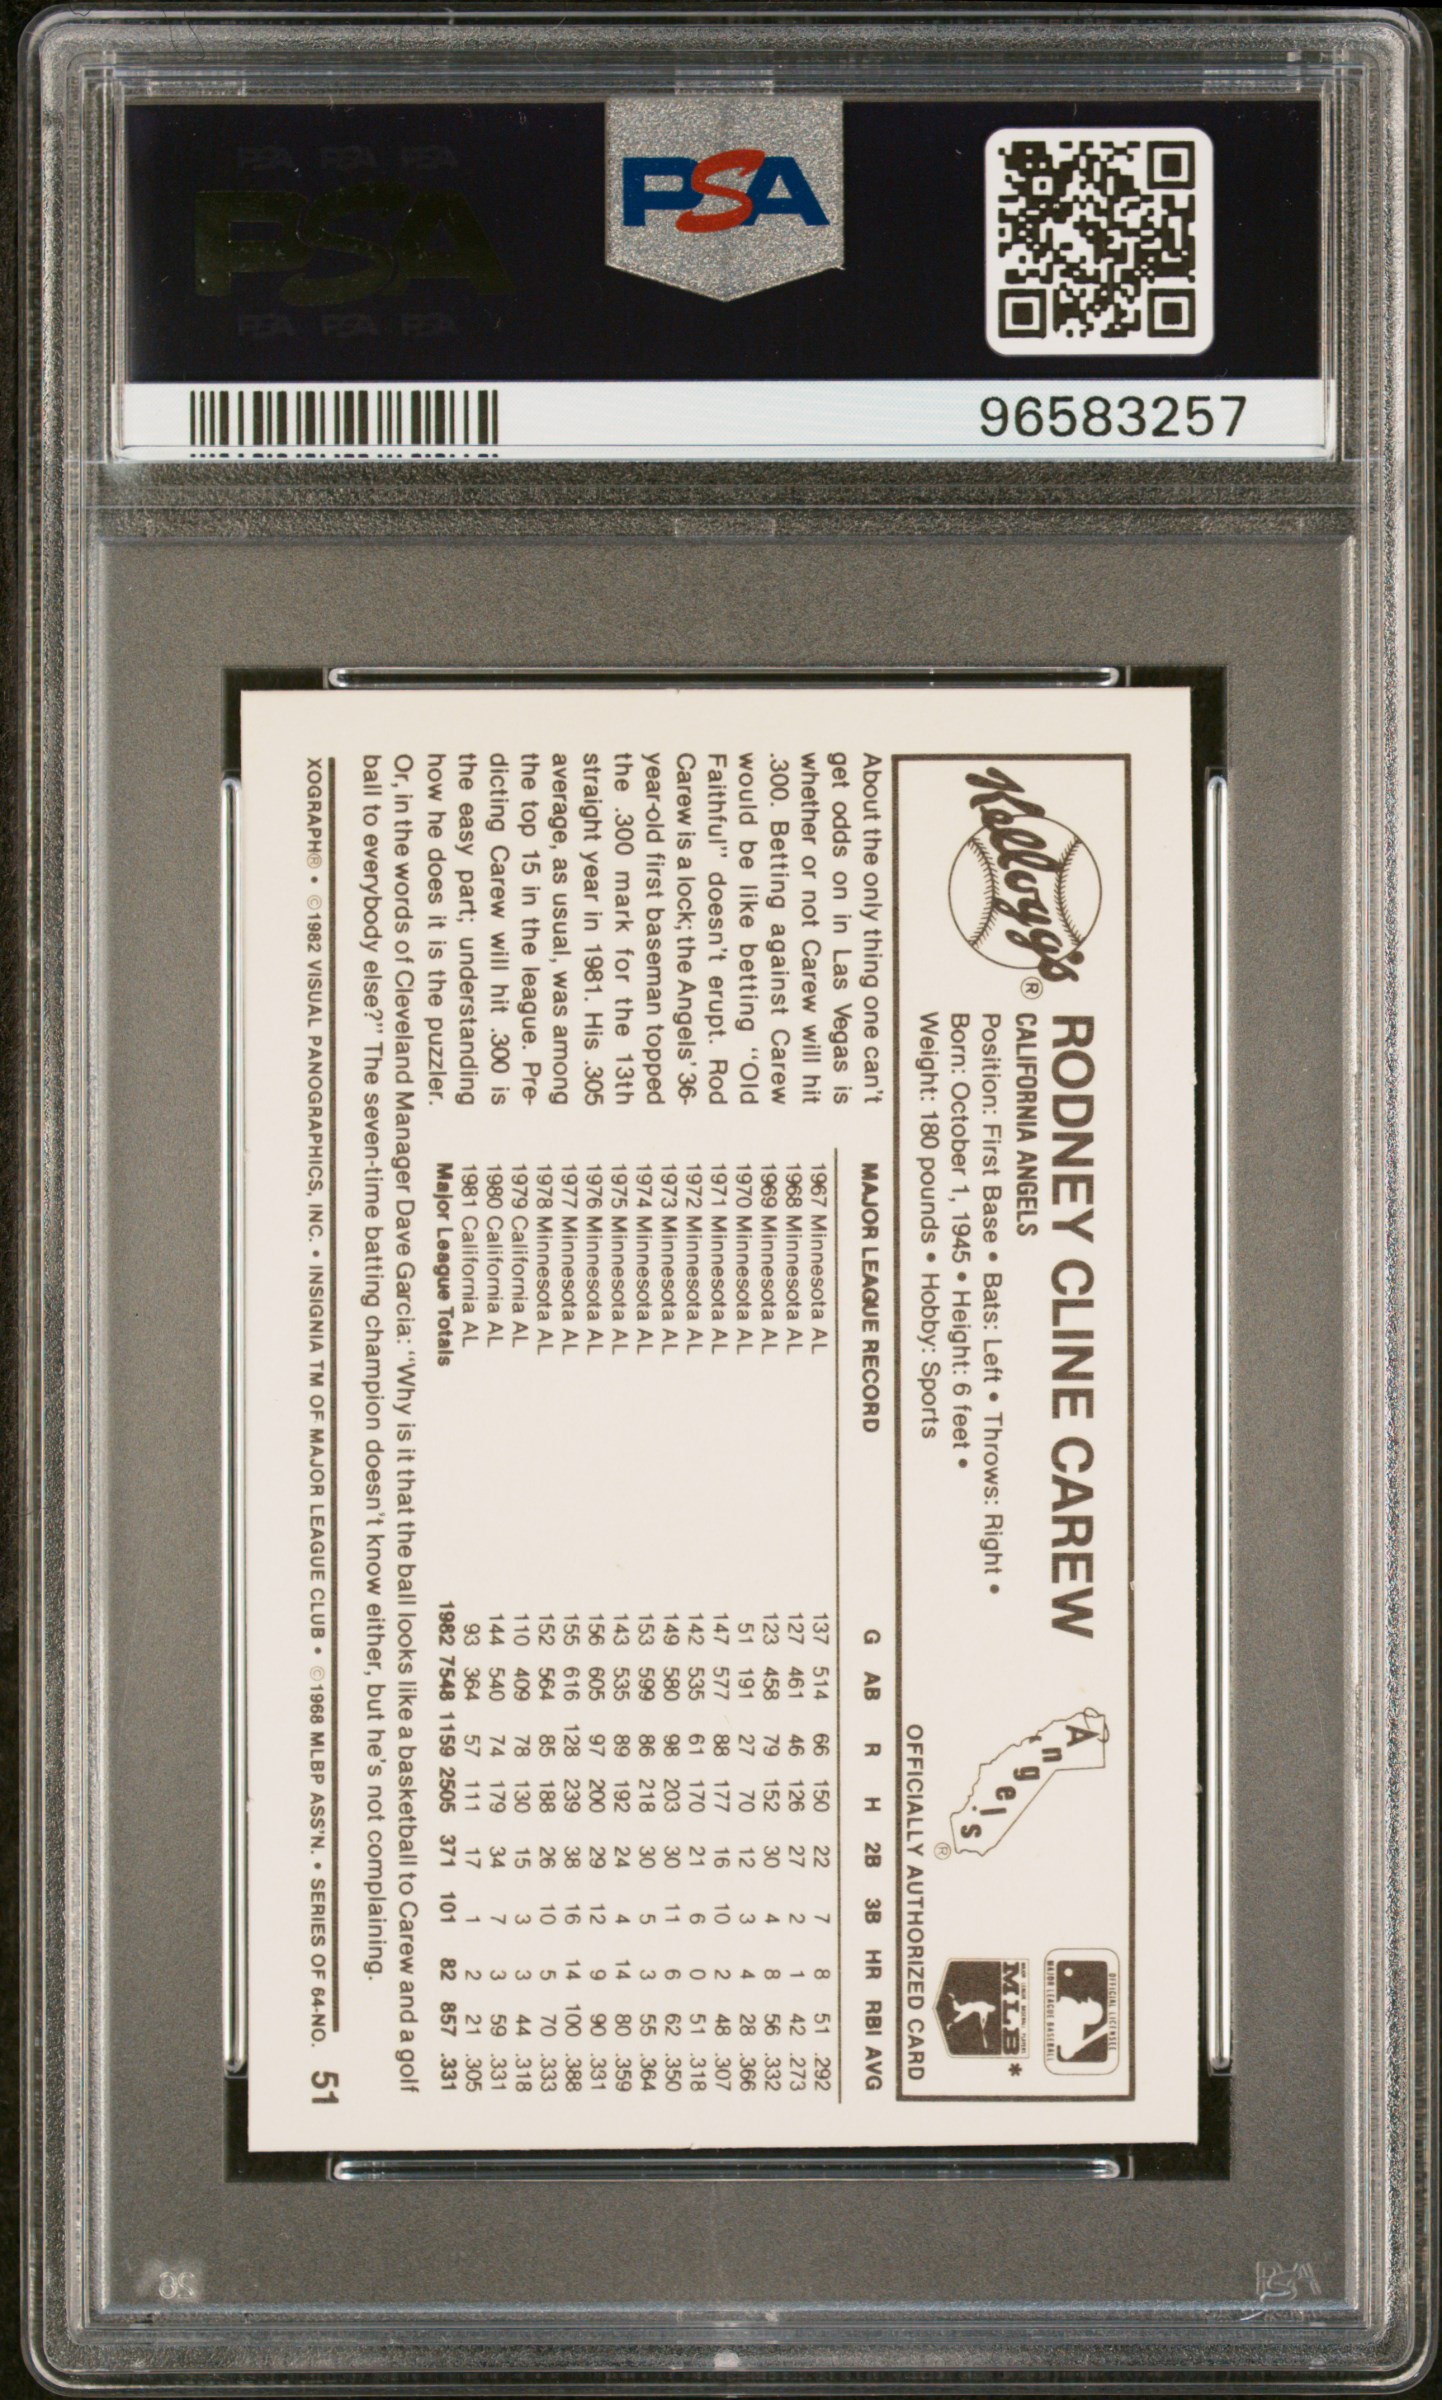 PSA PSA PSA
PSA
PSA PSA PSA
PSA
96583257
Kellogg's®
RODNEY CLINE CAREW
CALIFORNIA ANGELS
Position: First Base • Bats: Left • Throws: Right •
Born: October 1, 1945 • Height: 6 feet •
Weight: 180 pounds • Hobby: Sports
Angels ®
OFFICIAL LICENSEE
MAJOR LEAGUE BASEBALL
MLB *
OFFICIALLY AUTHORIZED CARD
About the only thing one can't
get odds on in Las Vegas is
whether or not Carew will hit
.300. Betting against Carew
would be like betting "Old
Faithful" doesn't erupt. Rod
Carew is a lock; the Angels' 36-
year-old first baseman topped
the .300 mark for the 13th
straight year in 1981. His .305
average, as usual, was among
the top 15 in the league. Pre-
dicting Carew will hit .300 is
the easy part; understanding
how he does it is the puzzler.
MAJOR LEAGUE RECORD G AB R H 2B 3B HR RBI AVG
1967 Minnesota AL 137 514 66 150 22 7 8 51 .292
1968 Minnesota AL 127 461 46 126 27 2 1 42 .273
1969 Minnesota AL 123 458 79 152 30 4 8 56 .332
1970 Minnesota AL 51 191 27 70 12 3 4 28 .366
1971 Minnesota AL 147 577 88 177 16 10 2 48 .307
1972 Minnesota AL 142 535 61 170 21 6 0 51 .318
1973 Minnesota AL 149 580 98 203 30 11 6 62 .350
1974 Minnesota AL 153 599 86 218 30 5 3 55 .364
1975 Minnesota AL 143 535 89 192 24 4 14 80 .359
1976 Minnesota AL 156 605 97 200 29 12 9 90 .331
1977 Minnesota AL 155 616 128 239 38 16 14 100 .388
1978 Minnesota AL 152 564 85 188 26 10 5 70 .333
1979 California AL 110 409 78 130 15 3 3 44 .318
1980 California AL 144 540 74 179 34 7 3 59 .331
1981 California AL 93 364 57 111 17 1 2 21 .305
Major League Totals 1982 7548 1159 2505 371 101 82 857 .331
Or, in the words of Cleveland Manager Dave Garcia: "Why is it that the ball looks like a basketball to Carew and a golf
ball to everybody else?" The seven-time batting champion doesn't know either, but he's not complaining.
XOGRAPH® • ©1982 VISUAL PANOGRAPHICS, INC. • INSIGNIA TM OF MAJOR LEAGUE CLUB • ©1968 MLBP ASS'N. • SERIES OF 64-NO. 51
PSA